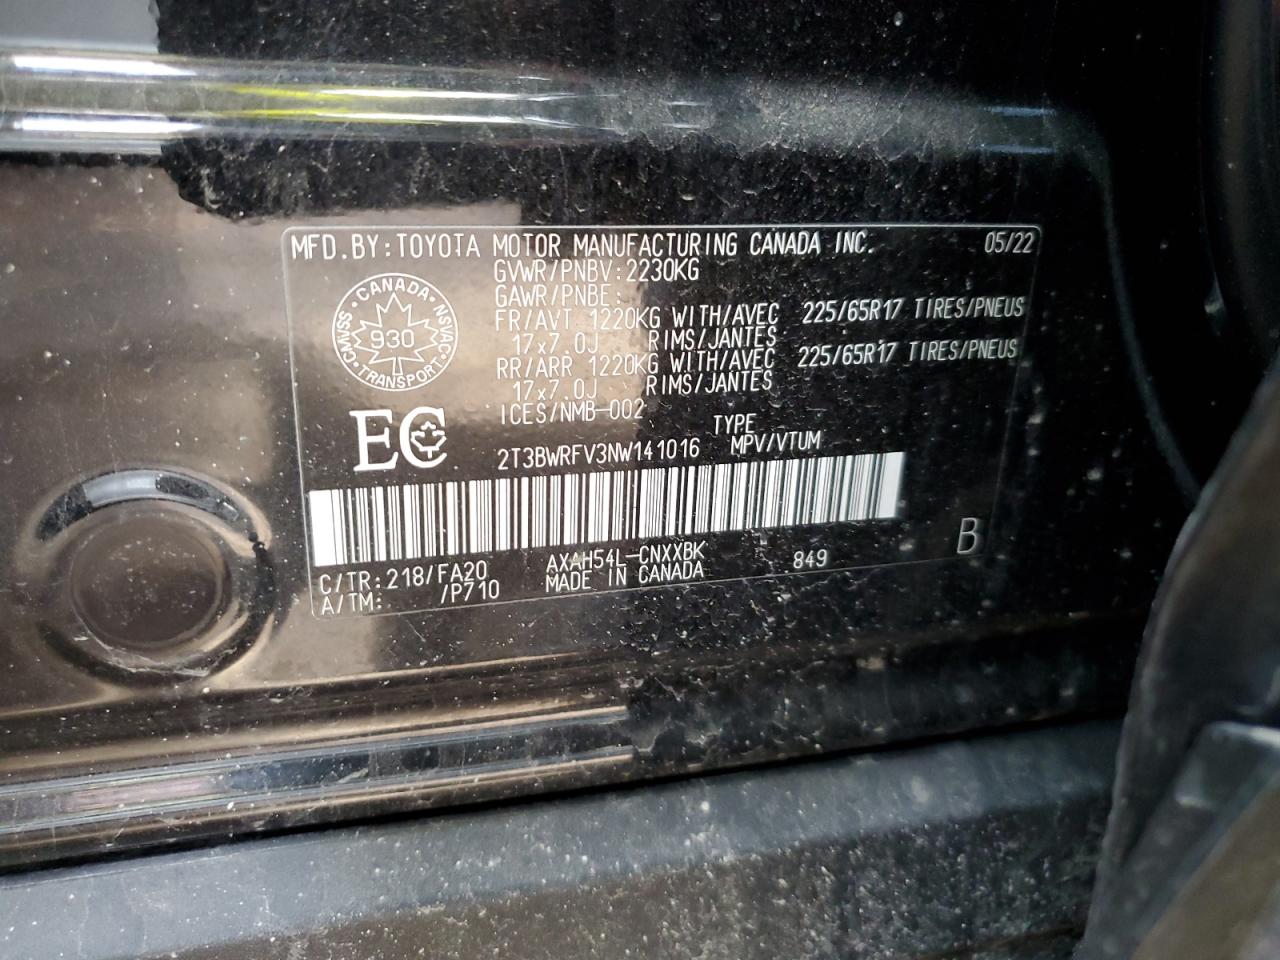 MFD.BY:TOYOTA MOTOR MANUFACTURING CANADA INC. 05/22
GVWR/PNBV:2230KG
GAWR/PNBE:
FR/AVT 1220KG WITH/AVEC 225/65R17 TIRES/PNEUS
17x7.0J RIMS/JANTES
RR/ARR 1220KG WITH/AVEC 225/65R17 TIRES/PNEUS
17x7.0J RIMS/JANTES
ICES/NMB-002
CANADA
930
TRANSPORT
EC
TYPE
2T3BWRFV3NW141016 MPV/VTUM
C/TR:218/FA20 AXAH54L-CNXXBK 849 B
A/TM: /P710 MADE IN CANADA